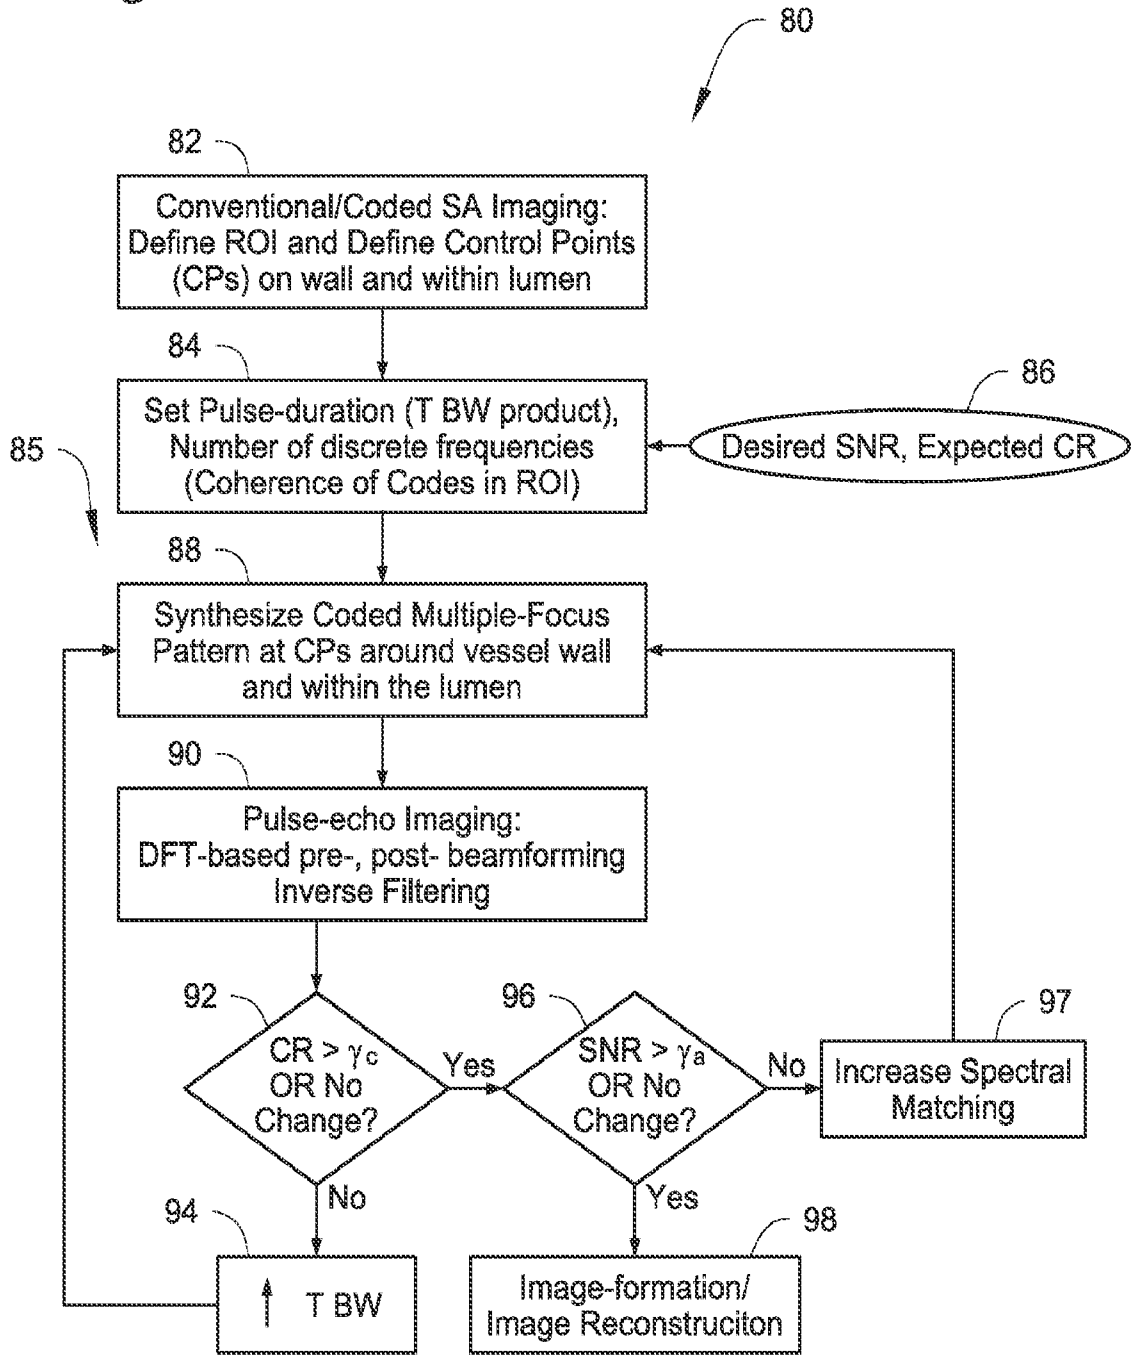 80
82
Conventional/Coded SA Imaging:
Define ROI and Define Control Points
(CPs) on wall and within lumen
84
Set Pulse-duration (T BW product),
Number of discrete frequencies
(Coherence of Codes in ROI)
86
Desired SNR, Expected CR
85
88
Synthesize Coded Multiple-Focus
Pattern at CPs around vessel wall
and within the lumen
90
Pulse-echo Imaging:
DFT-based pre-, post- beamforming
Inverse Filtering
92
CR > γc
OR No
Change?
Yes
No
96
SNR > γa
OR No
Change?
No
Yes
97
Increase Spectral
Matching
94
↑ T BW
98
Image-formation/
Image Reconstruciton